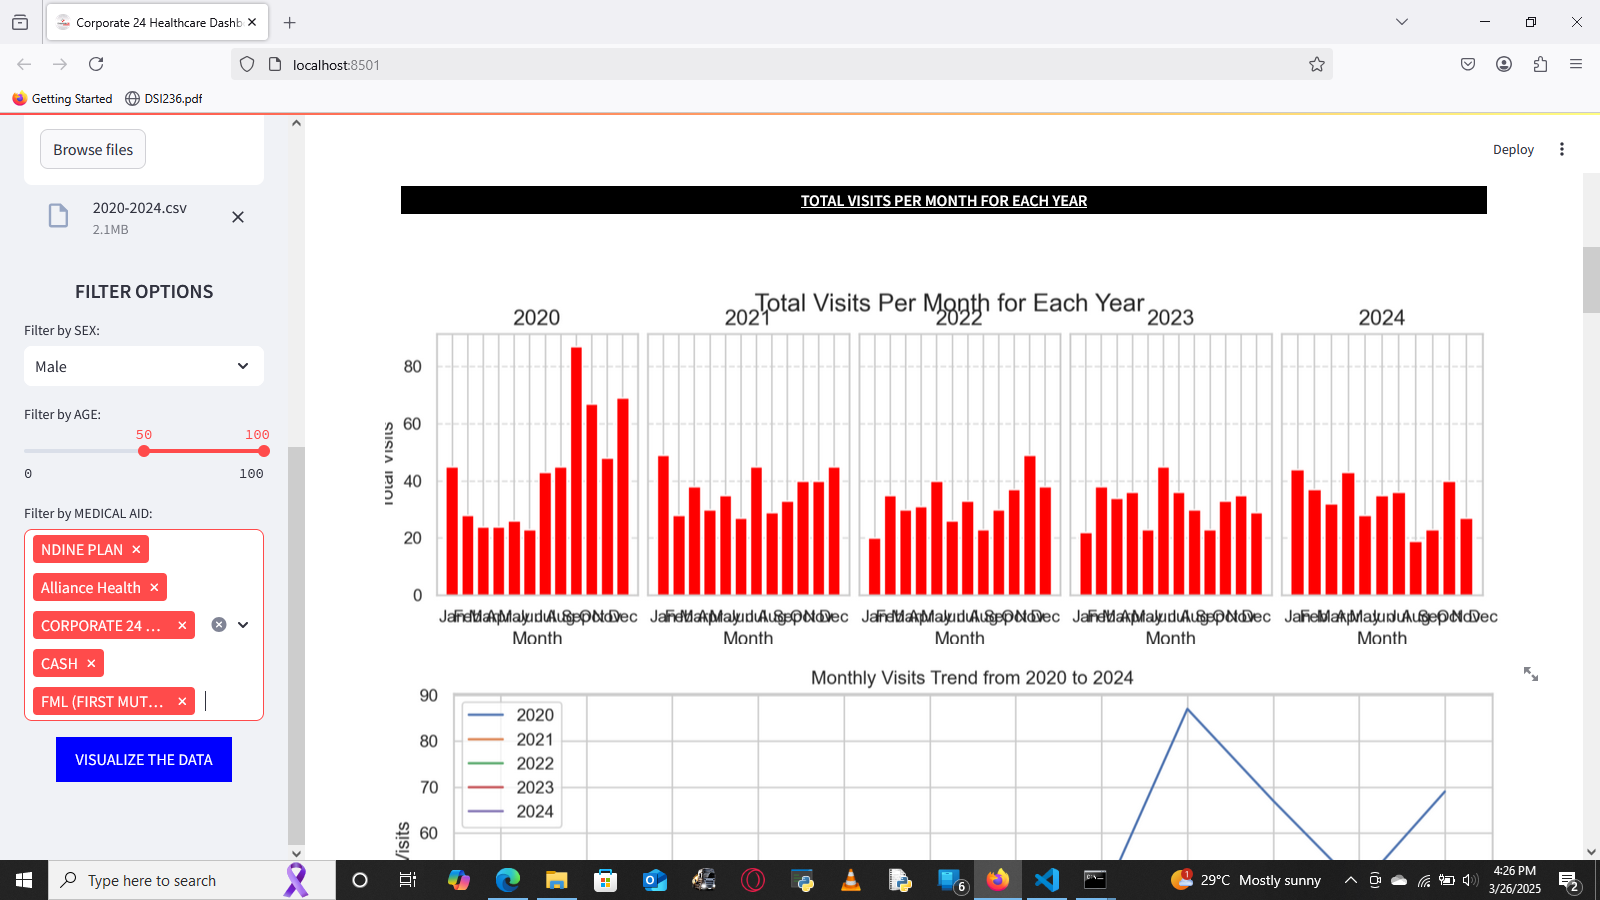 Corporate 24 Healthcare Dashb
localhost:8501
Getting Started
DSI236.pdf
Browse files
2020-2024.csv
2.1MB
FILTER OPTIONS
Filter by SEX:
Male
Filter by AGE:
50 100
0 100
Filter by MEDICAL AID:
NDINE PLAN
Alliance Health
CORPORATE 24 ...
CASH
FML (FIRST MUT...
VISUALIZE THE DATA
Deploy
TOTAL VISITS PER MONTH FOR EACH YEAR
Total Visits Per Month for Each Year
2020 2021 2022 2023 2024
80
60
40
20
0
Total Visits
Month Month Month Month Month
Monthly Visits Trend from 2020 to 2024
90
80
70
60
Visits
2020
2021
2022
2023
2024
Type here to search
6
1
29°C Mostly sunny
4:26 PM
3/26/2025
2